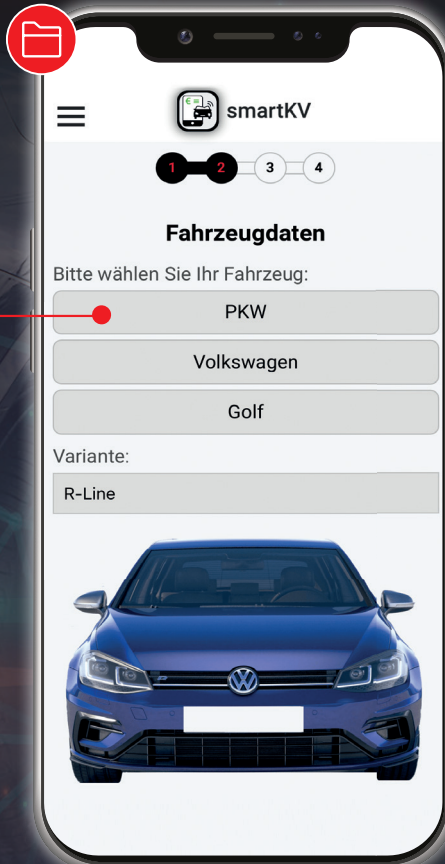 smartKV
1 2 3 4
Fahrzeugdaten
Bitte wählen Sie Ihr Fahrzeug:
PKW
Volkswagen
Golf
Variante:
R-Line